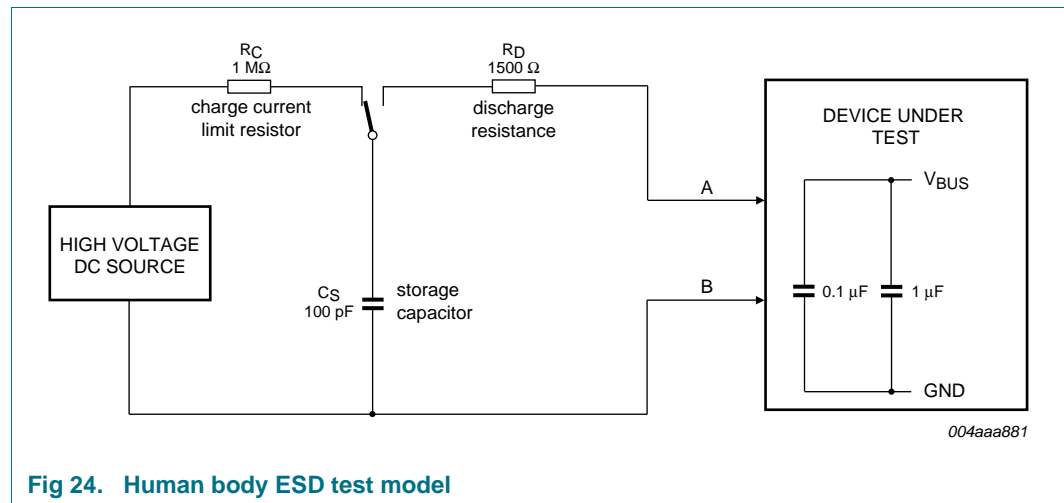 RC
1 MΩ
charge current
limit resistor
RD
1500 Ω
discharge
resistance
DEVICE UNDER
TEST
A
VBUS
HIGH VOLTAGE
DC SOURCE
CS
100 pF
storage
capacitor
B
0.1 μF
1 μF
GND
004aaa881
Fig 24. Human body ESD test model